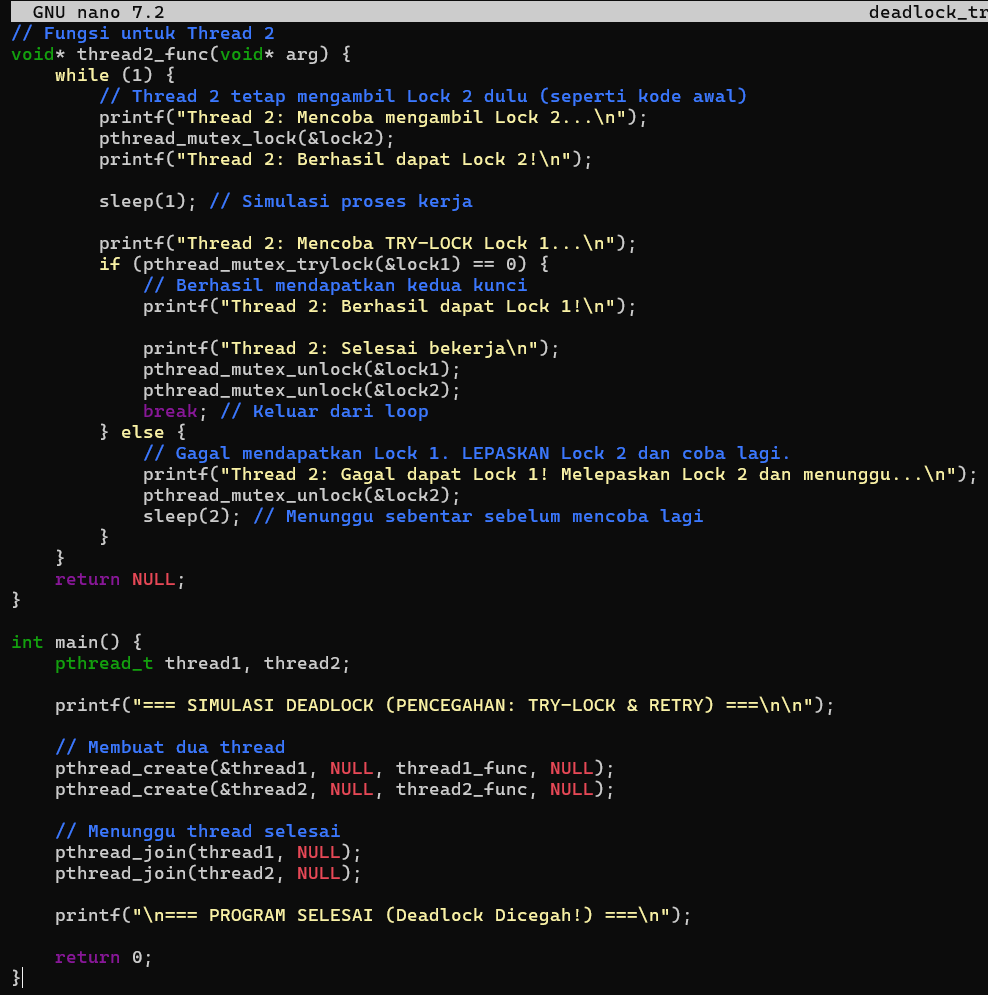 GNU nano 7.2 deadlock_tr
// Fungsi untuk Thread 2
void* thread2_func(void* arg) {
    while (1) {
        // Thread 2 tetap mengambil Lock 2 dulu (seperti kode awal)
        printf("Thread 2: Mencoba mengambil Lock 2...\n");
        pthread_mutex_lock(&lock2);
        printf("Thread 2: Berhasil dapat Lock 2!\n");

        sleep(1); // Simulasi proses kerja

        printf("Thread 2: Mencoba TRY-LOCK Lock 1...\n");
        if (pthread_mutex_trylock(&lock1) == 0) {
            // Berhasil mendapatkan kedua kunci
            printf("Thread 2: Berhasil dapat Lock 1!\n");

            printf("Thread 2: Selesai bekerja\n");
            pthread_mutex_unlock(&lock1);
            pthread_mutex_unlock(&lock2);
            break; // Keluar dari loop
        } else {
            // Gagal mendapatkan Lock 1. LEPASKAN Lock 2 dan coba lagi.
            printf("Thread 2: Gagal dapat Lock 1! Melepaskan Lock 2 dan menunggu...\n");
            pthread_mutex_unlock(&lock2);
            sleep(2); // Menunggu sebentar sebelum mencoba lagi
        }
    }
    return NULL;
}

int main() {
    pthread_t thread1, thread2;

    printf("=== SIMULASI DEADLOCK (PENCEGAHAN: TRY-LOCK & RETRY) ===\n\n");

    // Membuat dua thread
    pthread_create(&thread1, NULL, thread1_func, NULL);
    pthread_create(&thread2, NULL, thread2_func, NULL);

    // Menunggu thread selesai
    pthread_join(thread1, NULL);
    pthread_join(thread2, NULL);

    printf("\n=== PROGRAM SELESAI (Deadlock Dicegah!) ===\n");

    return 0;
}